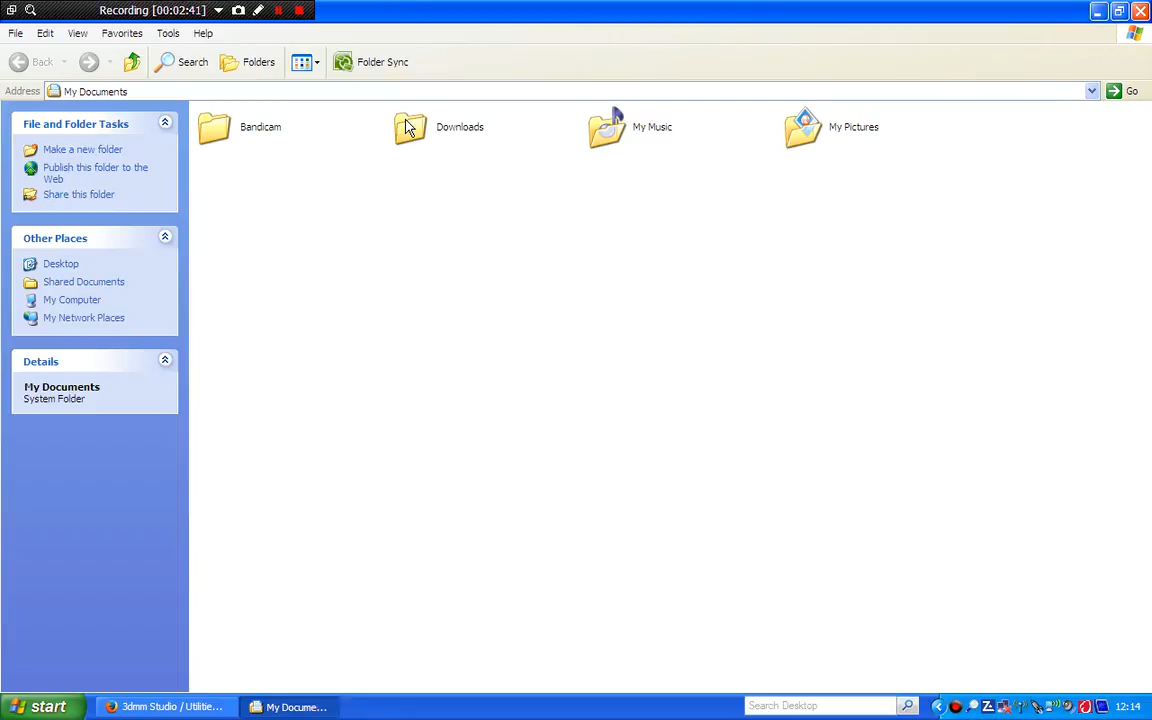 Recording [00:02:41]
File Edit View Favorites Tools Help
Back Search Folders Folder Sync
Address My Documents Go
File and Folder Tasks
Make a new folder
Publish this folder to the
Web
Share this folder
Other Places
Desktop
Shared Documents
My Computer
My Network Places
Details
My Documents
System Folder
Bandicam Downloads My Music My Pictures
start 3dmm Studio / Utilitie... My Docume... Search Desktop 12:14